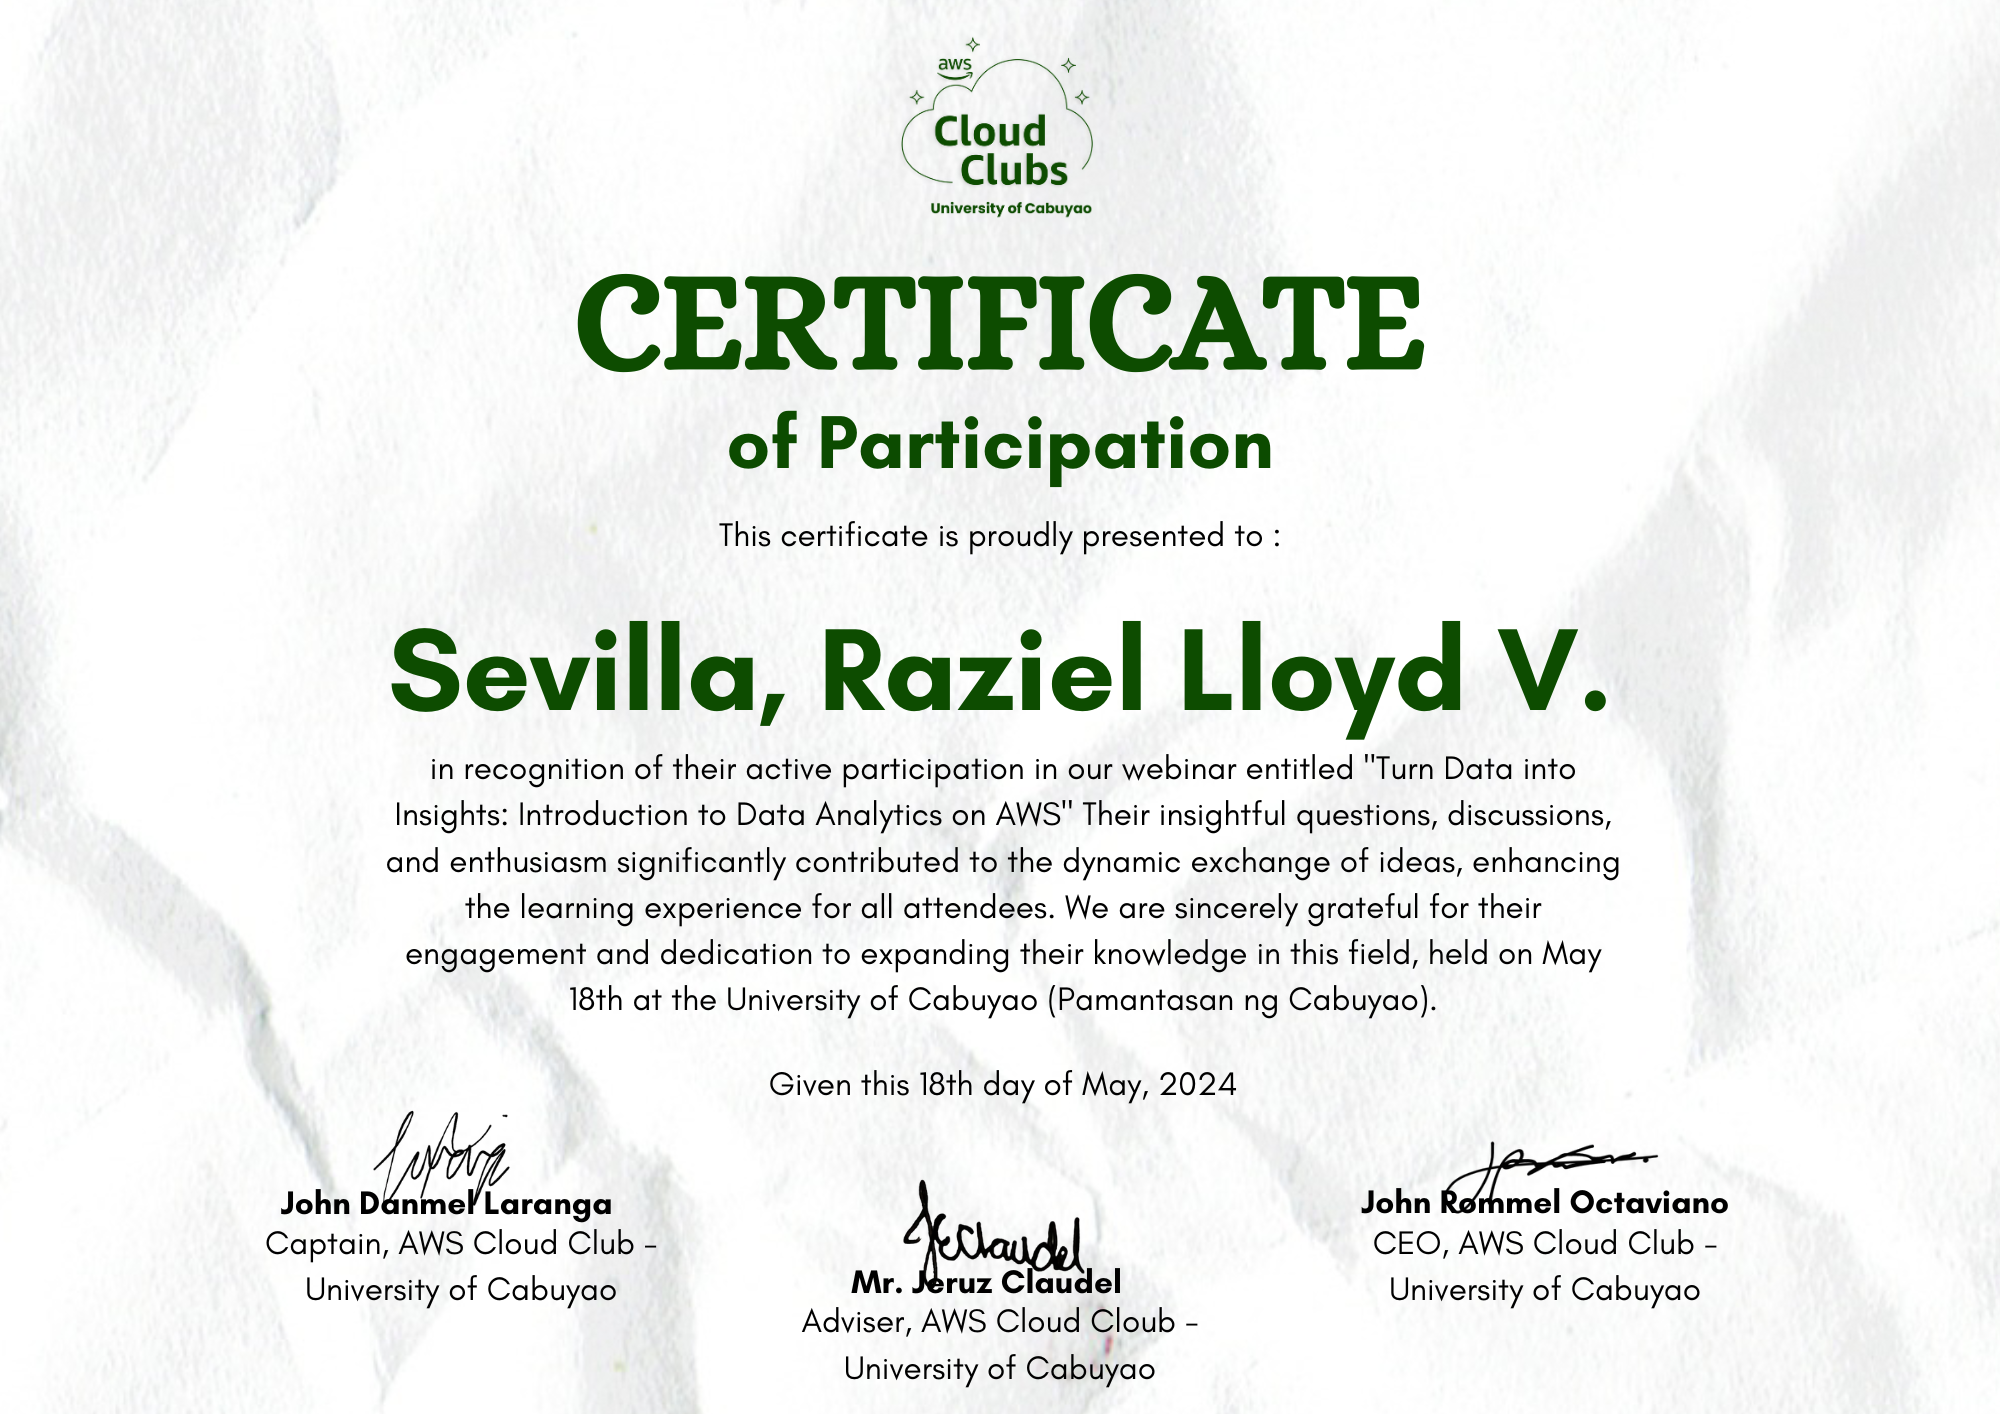 aws
Cloud
Clubs
University of Cabuyao
CERTIFICATE
of Participation
This certificate is proudly presented to :
Sevilla, Raziel Lloyd V.
in recognition of their active participation in our webinar entitled "Turn Data into
Insights: Introduction to Data Analytics on AWS" Their insightful questions, discussions,
and enthusiasm significantly contributed to the dynamic exchange of ideas, enhancing
the learning experience for all attendees. We are sincerely grateful for their
engagement and dedication to expanding their knowledge in this field, held on May
18th at the University of Cabuyao (Pamantasan ng Cabuyao).
Given this 18th day of May, 2024
John Danmel Laranga
Captain, AWS Cloud Club -
University of Cabuyao
JEClaudel
Mr. Jeruz Claudel
Adviser, AWS Cloud Cloub -
University of Cabuyao
John Rommel Octaviano
CEO, AWS Cloud Club -
University of Cabuyao